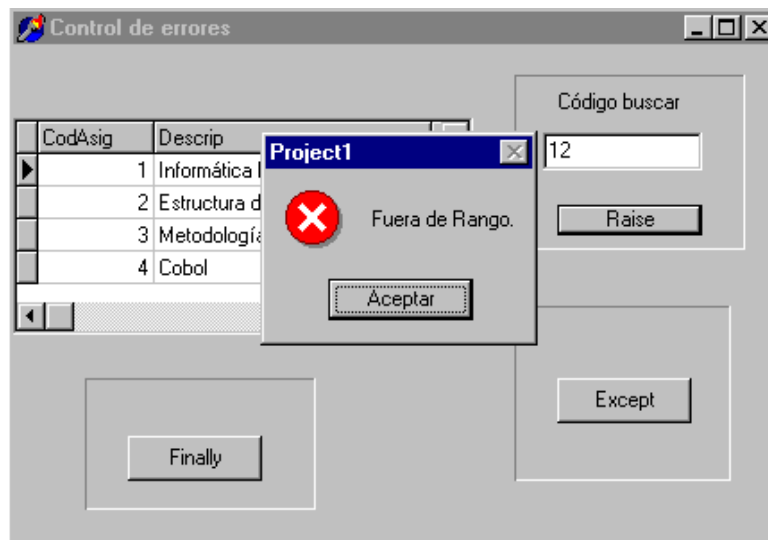 Control de errores
Código buscar
12
Raise
CodAsig Descrip
1 Informática
2 Estructura
3 Metodología
4 Cobol
Project1
Fuera de Rango.
Aceptar
Except
Finally